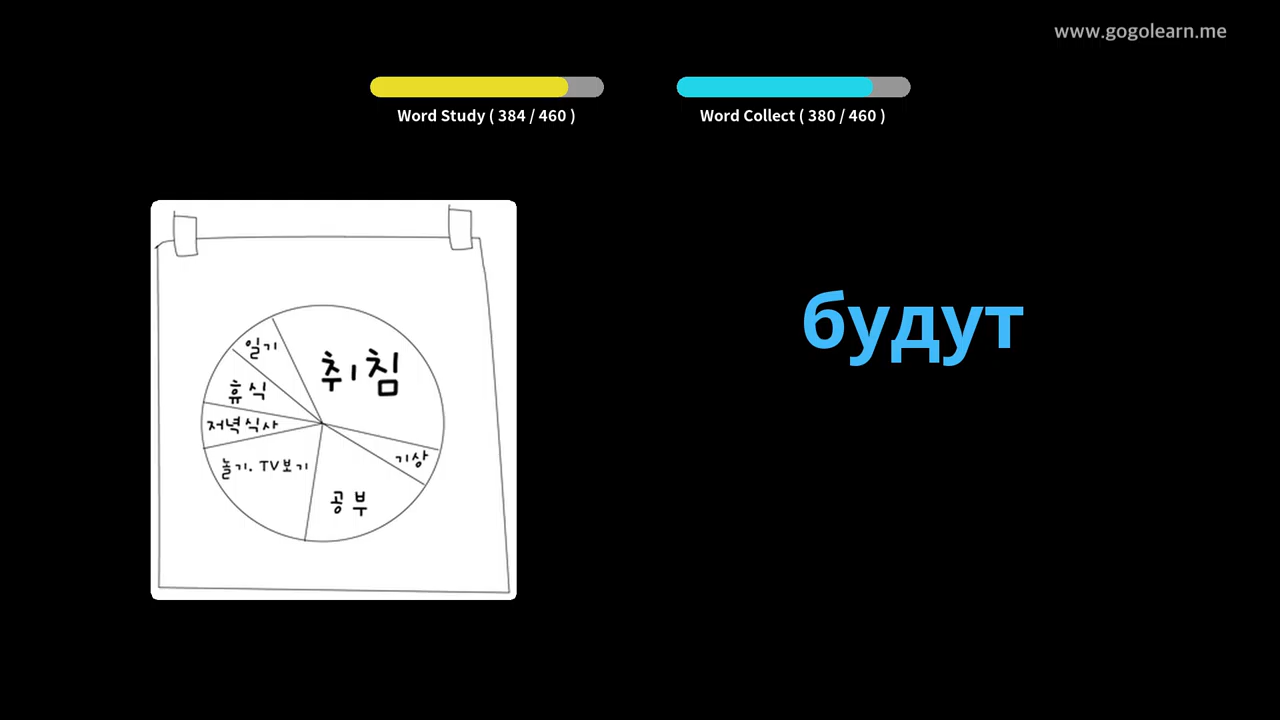 www.gogolearn.me
Word Study ( 384 / 460 )
Word Collect ( 380 / 460 )
일기
취침
휴식
저녁식사
기상
놀기. TV보기
공부
будут